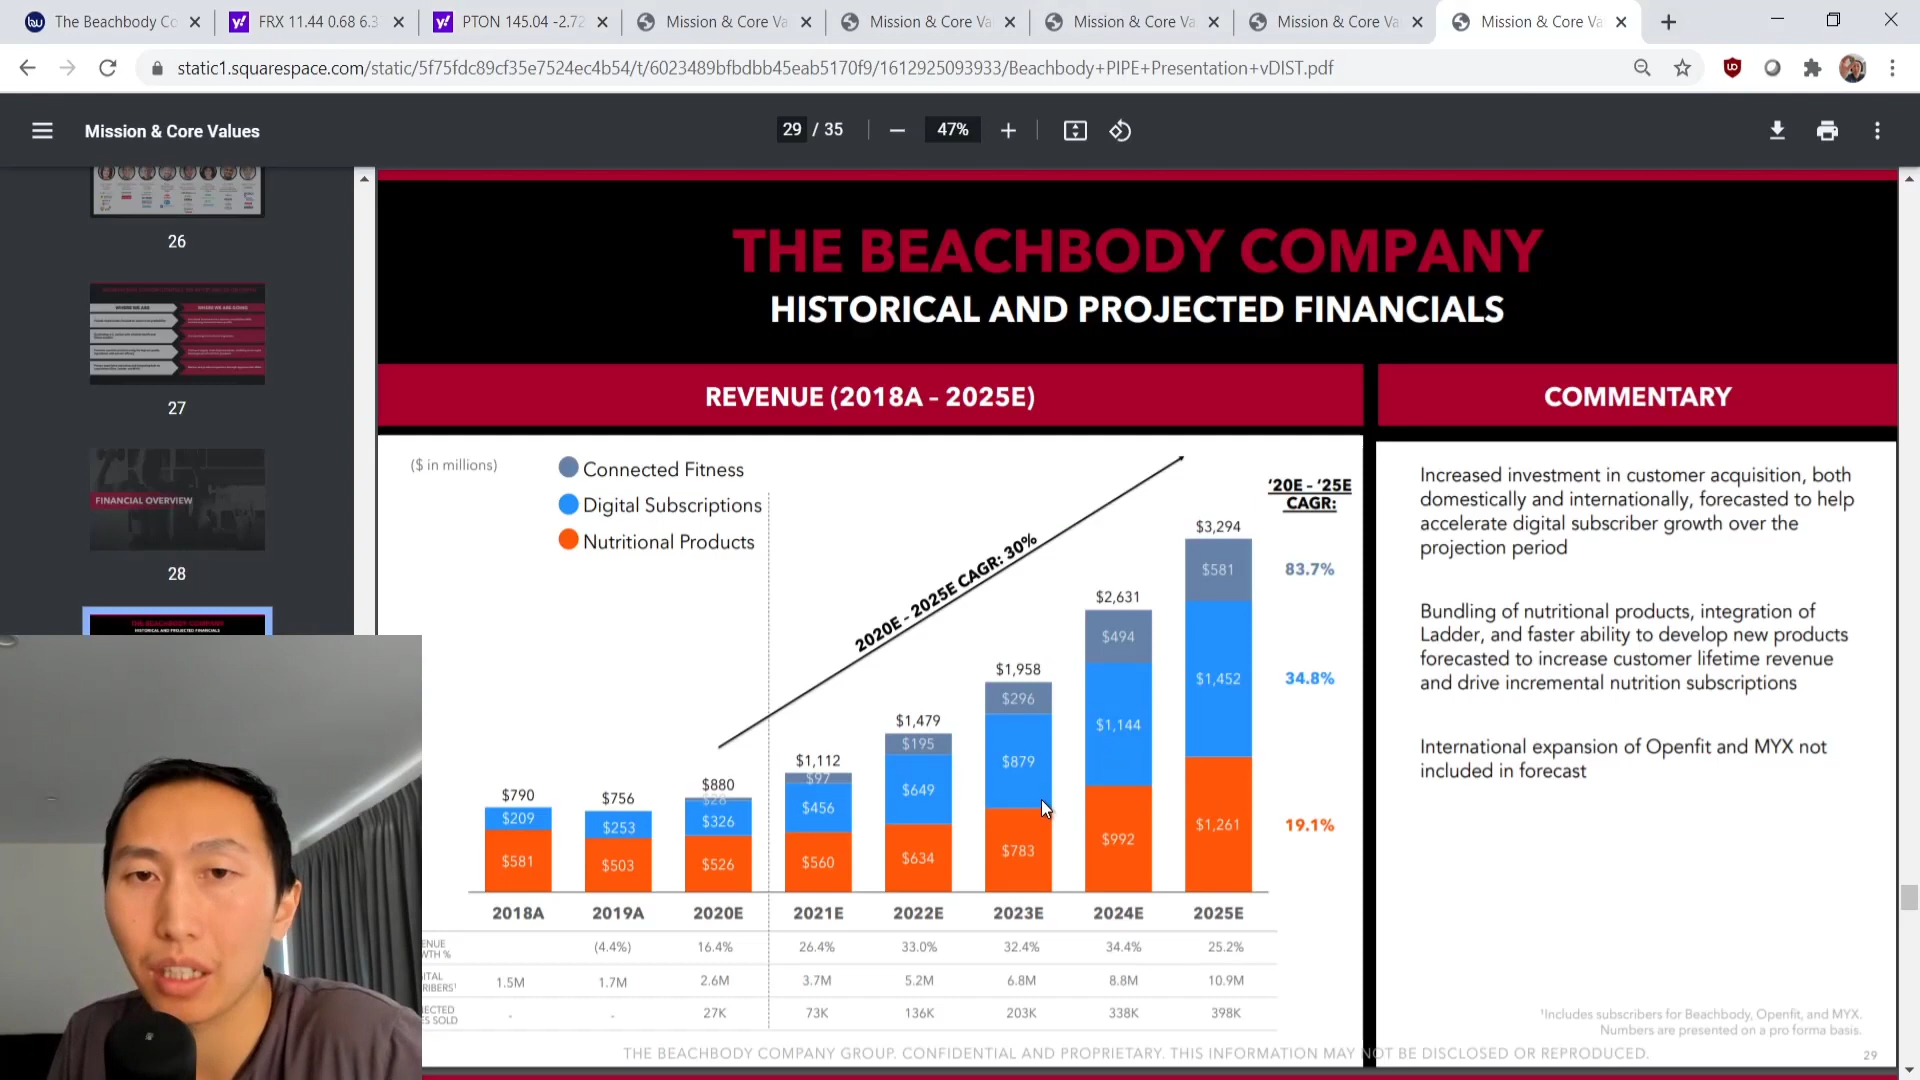 The Beachbody Co
FRX 11.44 0.68 6.3
PTON 145.04 -2.72
Mission & Core Va
Mission & Core Va
Mission & Core Va
Mission & Core Va
Mission & Core Va
static1.squarespace.com/static/5f75fdc89cf35e7524ec4b54/t/6023489bfbdbb45eab5170f9/1612925093933/Beachbody+PIPE+Presentation+vDIST.pdf
Mission & Core Values
29 / 35
47%
26
27
FINANCIAL OVERVIEW
28
THE BEACHBODY COMPANY
HISTORICAL AND PROJECTED FINANCIALS
THE BEACHBODY COMPANY
HISTORICAL AND PROJECTED FINANCIALS
REVENUE (2018A – 2025E)
($ in millions)
Connected Fitness
Digital Subscriptions
Nutritional Products
2020E - 2025E CAGR: 30%
'20E - '25E
CAGR:
$3,294
$581
83.7%
$2,631
$494
$1,452
34.8%
$1,958
$296
$1,144
$1,479
$195
$879
$1,112
$97
$649
$880
$28
$456
$790
$756
$209
$253
$326
$1,261
19.1%
$581
$503
$526
$560
$634
$783
$992
2018A 2019A 2020E 2021E 2022E 2023E 2024E 2025E
(4.4%) 16.4% 26.4% 33.0% 32.4% 34.4% 25.2%
1.5M 1.7M 2.6M 3.7M 5.2M 6.8M 8.8M 10.9M
- - 27K 73K 136K 203K 338K 398K
COMMENTARY
Increased investment in customer acquisition, both
domestically and internationally, forecasted to help
accelerate digital subscriber growth over the
projection period
Bundling of nutritional products, integration of
Ladder, and faster ability to develop new products
forecasted to increase customer lifetime revenue
and drive incremental nutrition subscriptions
International expansion of Openfit and MYX not
included in forecast
¹Includes subscribers for Beachbody, Openfit, and MYX.
Numbers are presented on a pro forma basis.
THE BEACHBODY COMPANY GROUP. CONFIDENTIAL AND PROPRIETARY. THIS INFORMATION MAY NOT BE DISCLOSED OR REPRODUCED.
29